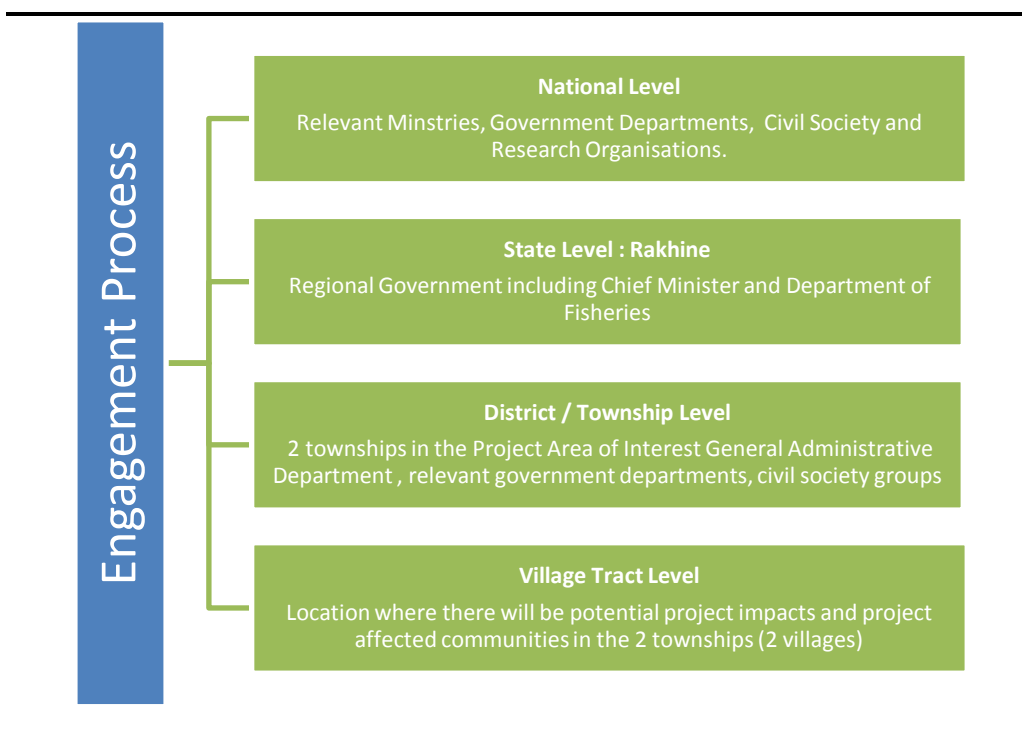 Engagement Process
National Level
Relevant Minstries, Government Departments, Civil Society and
Research Organisations.
State Level : Rakhine
Regional Government including Chief Minister and Department of
Fisheries
District / Township Level
2 townships in the Project Area of Interest General Administrative
Department , relevant government departments, civil society groups
Village Tract Level
Location where there will be potential project impacts and project
affected communities in the 2 townships (2 villages)